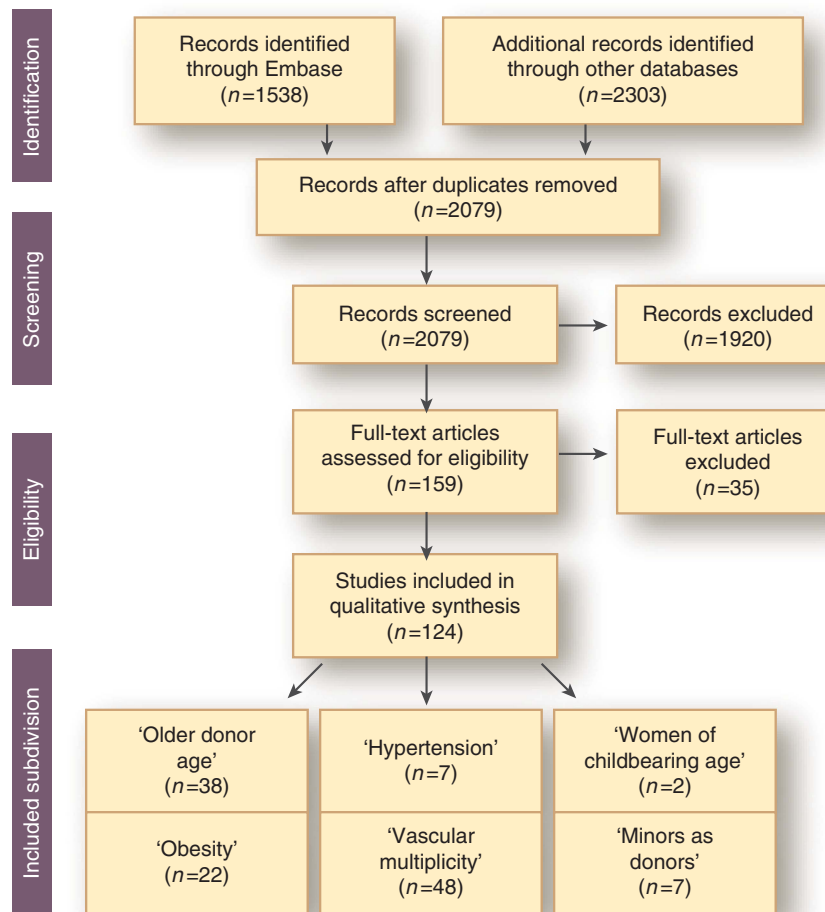 Identification
Records identified
through Embase
(n=1538)
Additional records identified
through other databases
(n=2303)
Records after duplicates removed
(n=2079)
Screening
Records screened
(n=2079)
Records excluded
(n=1920)
Eligibility
Full-text articles
assessed for eligibility
(n=159)
Full-text articles
excluded
(n=35)
Studies included in
qualitative synthesis
(n=124)
Included subdivision
‘Older donor
age’
(n=38)
‘Hypertension’
(n=7)
‘Women of
childbearing age’
(n=2)
‘Obesity’
(n=22)
‘Vascular
multiplicity’
(n=48)
‘Minors as
donors’
(n=7)